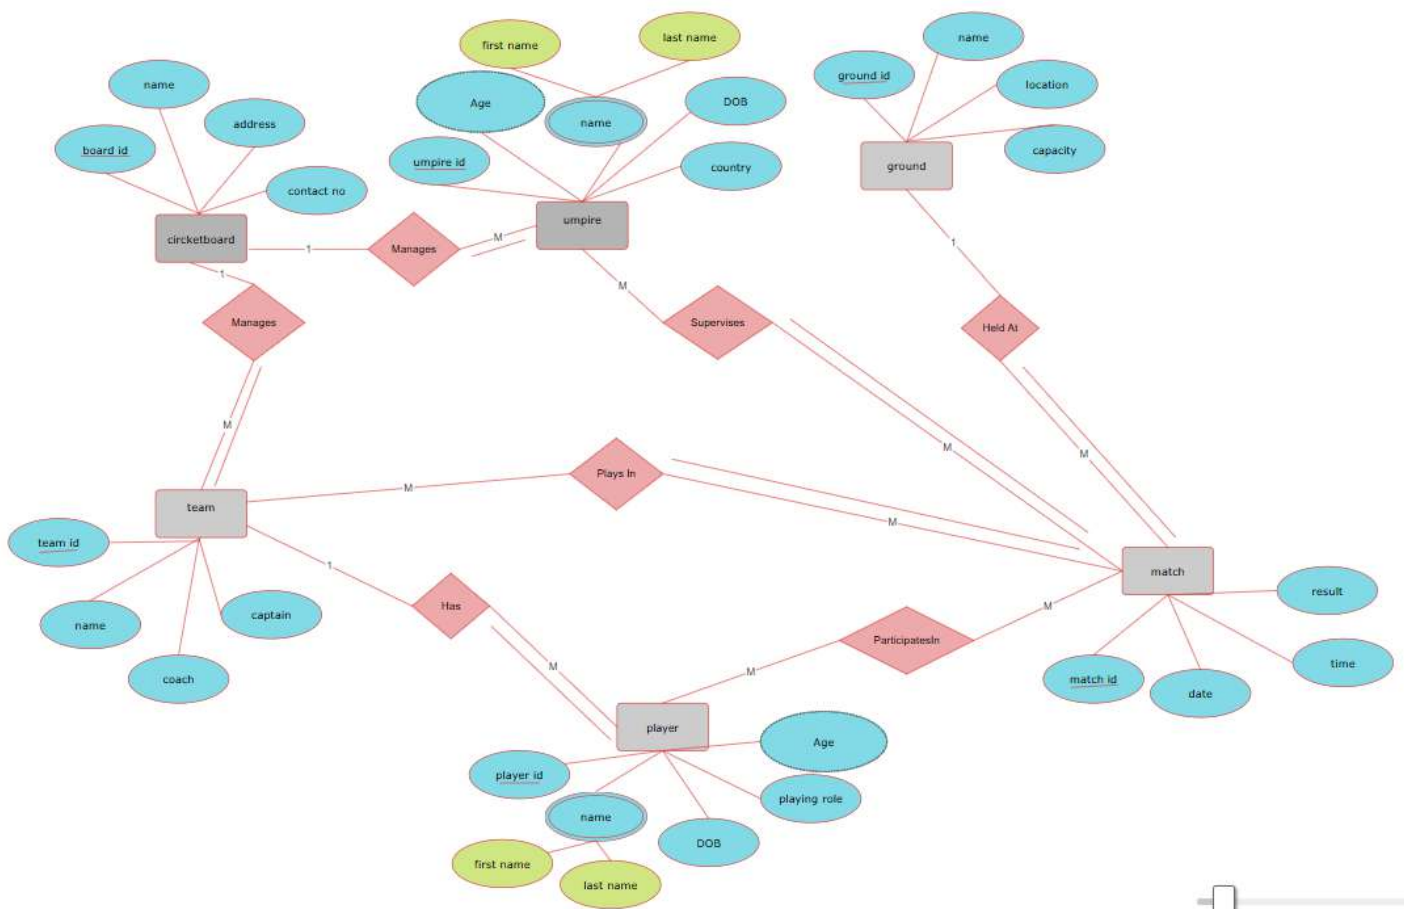 first name
last name
name
ground id
location
capacity
ground
name
board id
address
contact no
circketboard
Age
name
DOB
umpire id
country
umpire
1
Manages
M
1
Manages
M
M
Supervises
M
1
Held At
M
team
M
Plays In
M
team id
name
coach
captain
1
Has
M
M
ParticipatesIn
M
match
result
time
match id
date
player
Age
player id
playing role
name
DOB
first name
last name